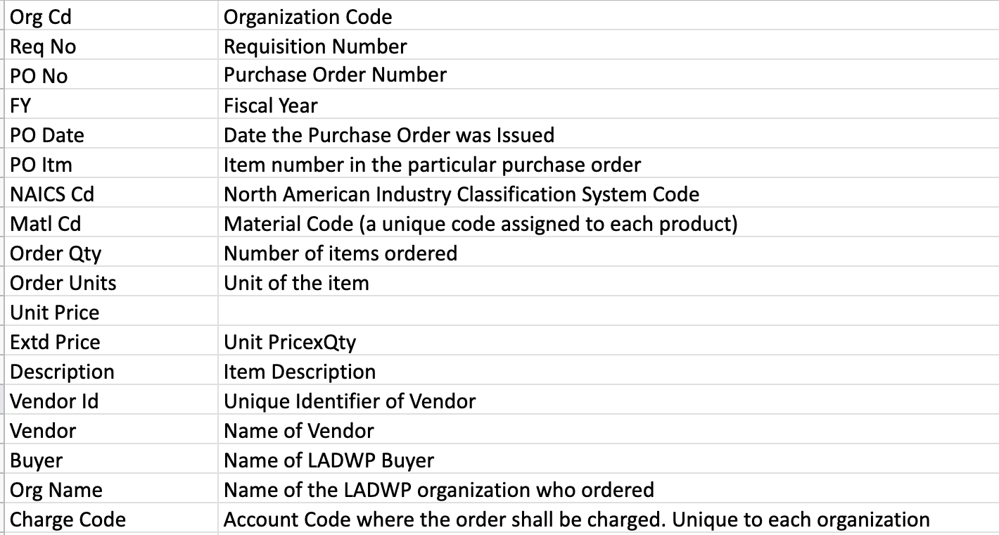 Org Cd Organization Code
Req No Requisition Number
PO No Purchase Order Number
FY Fiscal Year
PO Date Date the Purchase Order was Issued
PO Itm Item number in the particular purchase order
NAICS Cd North American Industry Classification System Code
Matl Cd Material Code (a unique code assigned to each product)
Order Qty Number of items ordered
Order Units Unit of the item
Unit Price
Extd Price Unit PricexQty
Description Item Description
Vendor Id Unique Identifier of Vendor
Vendor Name of Vendor
Buyer Name of LADWP Buyer
Org Name Name of the LADWP organization who ordered
Charge Code Account Code where the order shall be charged. Unique to each organization